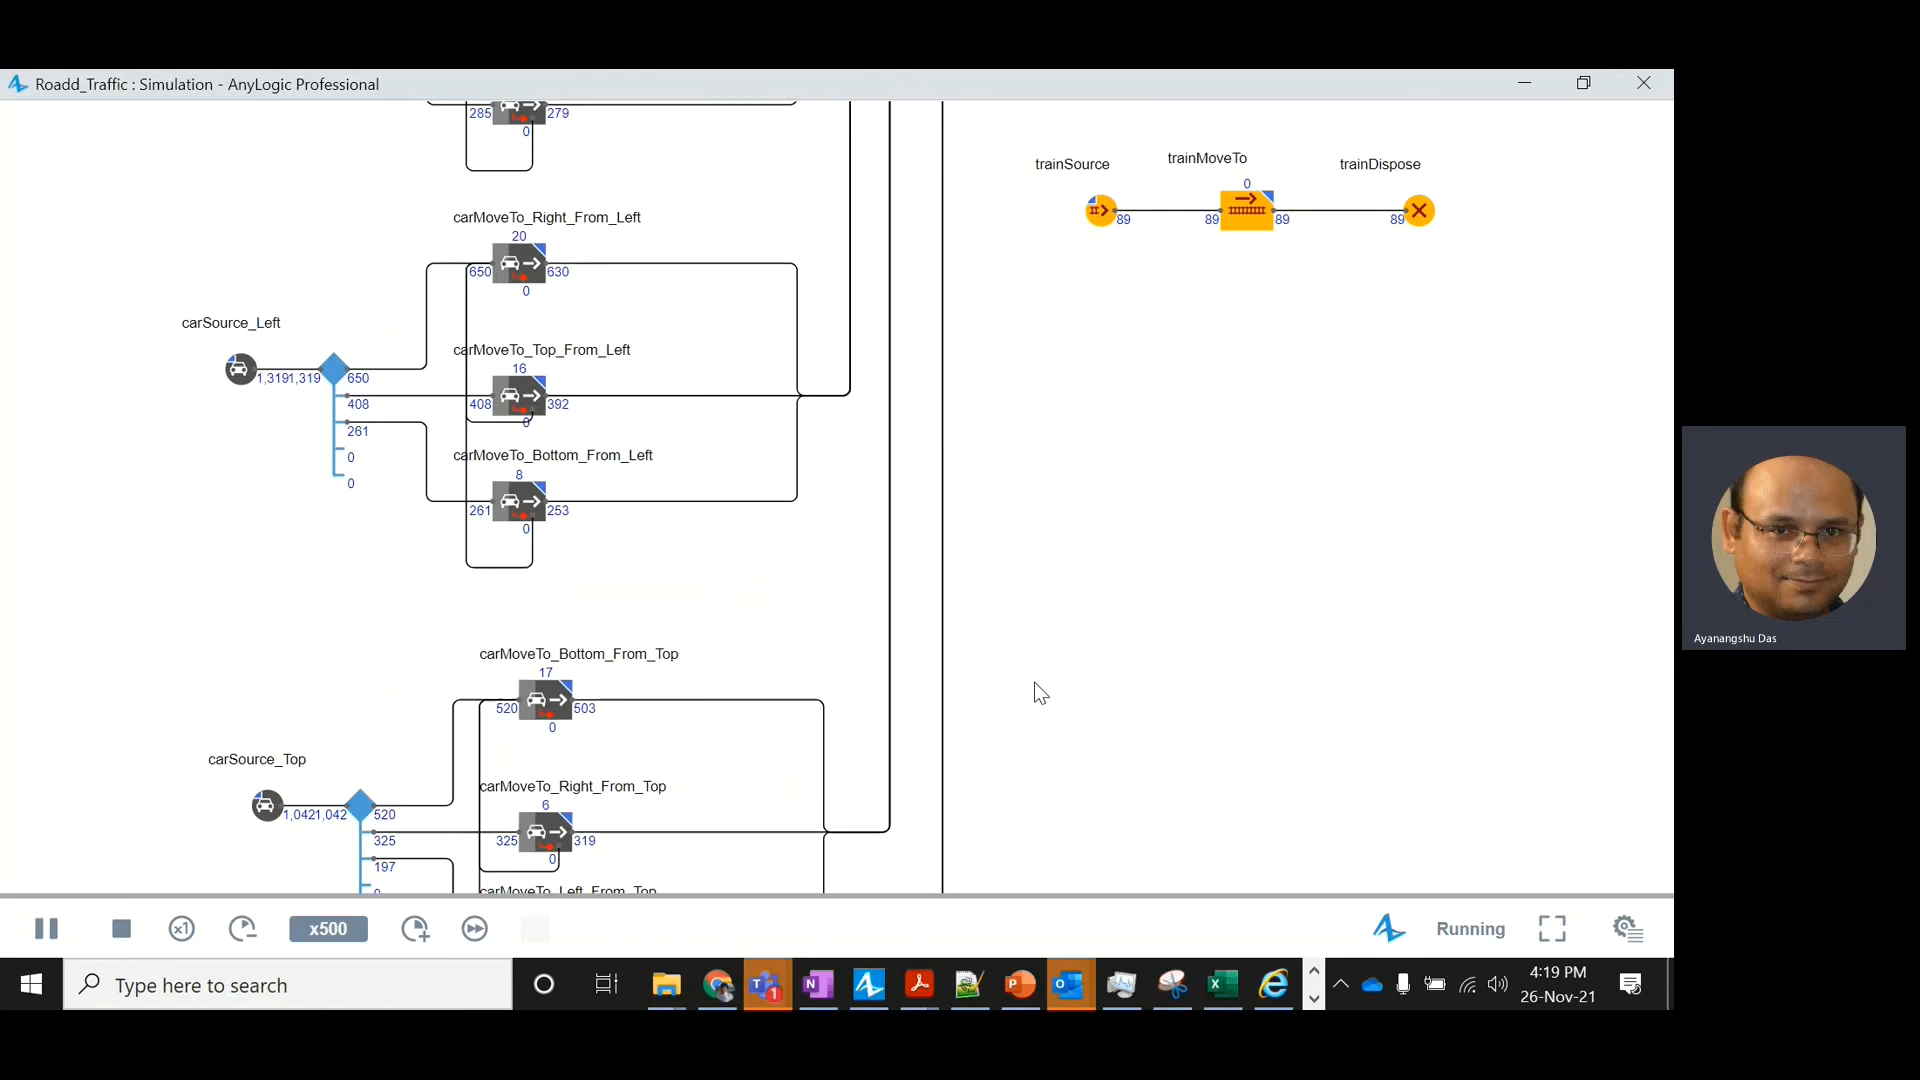 Roadd_Traffic : Simulation - AnyLogic Professional
285 279
0
trainSource
trainMoveTo
trainDispose
0
89 89 89 89
carMoveTo_Right_From_Left
20
650 630
0
carSource_Left
carMoveTo_Top_From_Left
16
1,3191,319 650
408 408 392
0
261
carMoveTo_Bottom_From_Left
0
8
0
261 253
0
carMoveTo_Bottom_From_Top
17
520 503
0
carSource_Top
carMoveTo_Right_From_Top
6
1,0421,042 520
325 325 319
0
197
carMoveTo_Left_From_Top
0
x500
Running
Ayanangshu Das
Type here to search
1
4:19 PM
26-Nov-21